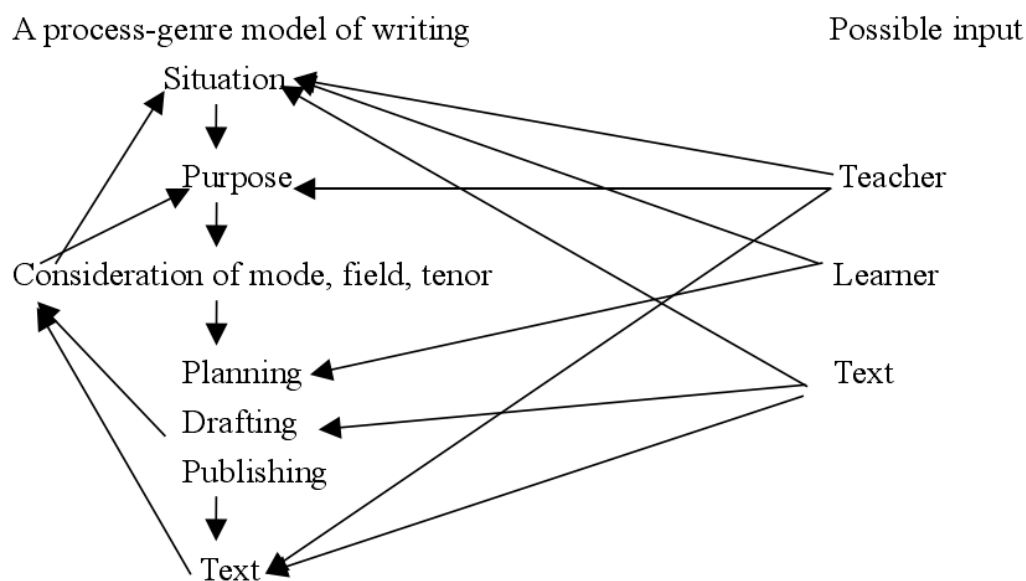 A process-genre model of writing
Possible input
Situation
Purpose
Teacher
Consideration of mode, field, tenor
Learner
Planning
Text
Drafting
Publishing
Text